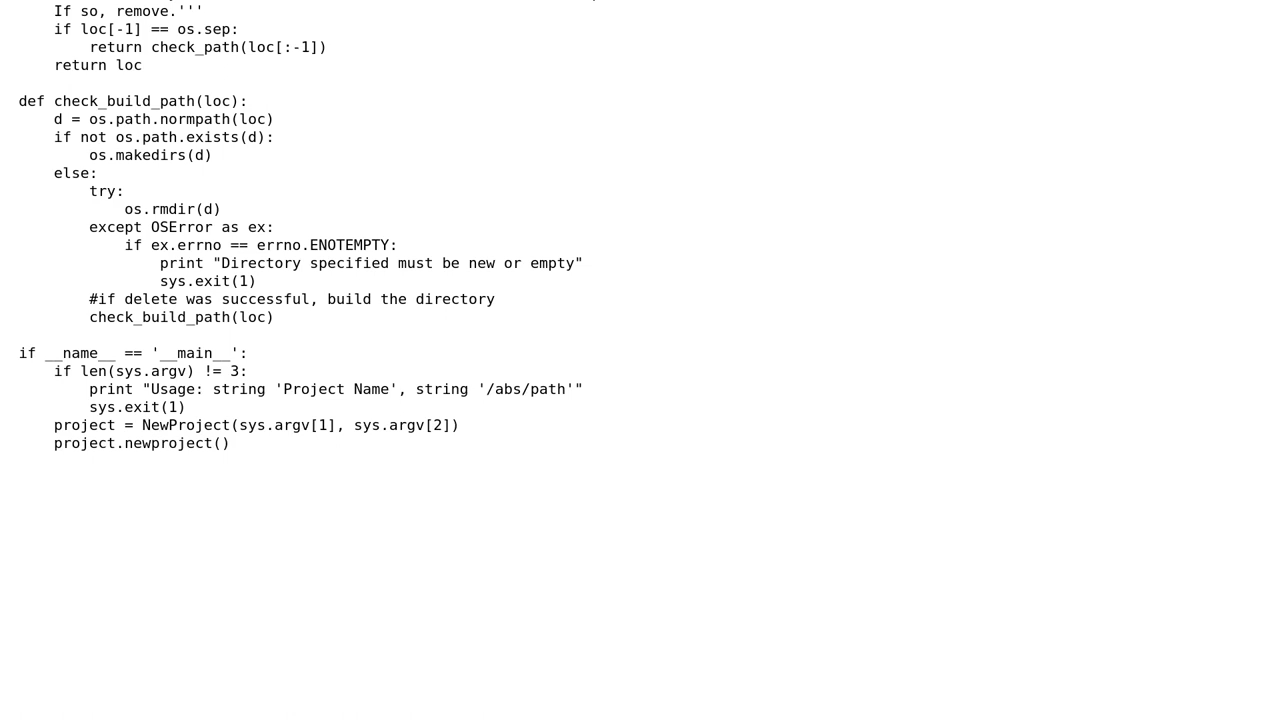 If so, remove.'''
    if loc[-1] == os.sep:
        return check_path(loc[:-1])
    return loc

def check_build_path(loc):
    d = os.path.normpath(loc)
    if not os.path.exists(d):
        os.makedirs(d)
    else:
        try:
            os.rmdir(d)
        except OSError as ex:
            if ex.errno == errno.ENOTEMPTY:
                print "Directory specified must be new or empty"
                sys.exit(1)
        #if delete was successful, build the directory
        check_build_path(loc)

if __name__ == '__main__':
    if len(sys.argv) != 3:
        print "Usage: string 'Project Name', string '/abs/path'"
        sys.exit(1)
    project = NewProject(sys.argv[1], sys.argv[2])
    project.newproject()